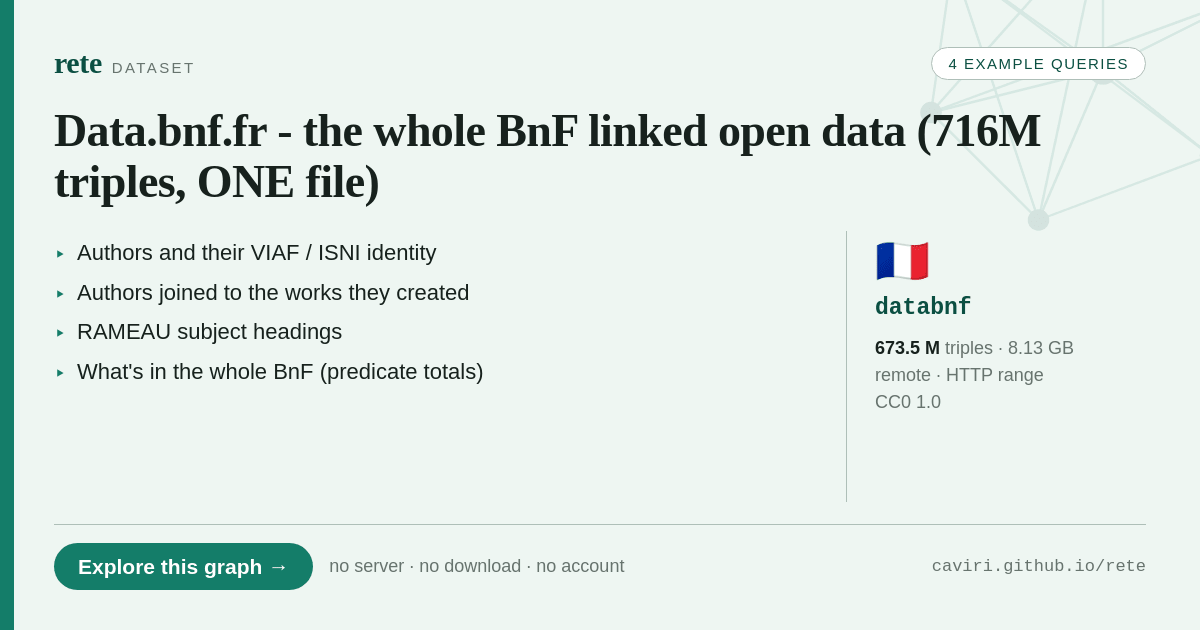 rete DATASET
4 EXAMPLE QUERIES
Data.bnf.fr - the whole BnF linked open data (716M
triples, ONE file)
▸ Authors and their VIAF / ISNI identity
▸ Authors joined to the works they created
▸ RAMEAU subject headings
▸ What's in the whole BnF (predicate totals)
databnf
673.5 M triples · 8.13 GB
remote · HTTP range
CC0 1.0
Explore this graph →
no server · no download · no account
caviri.github.io/rete